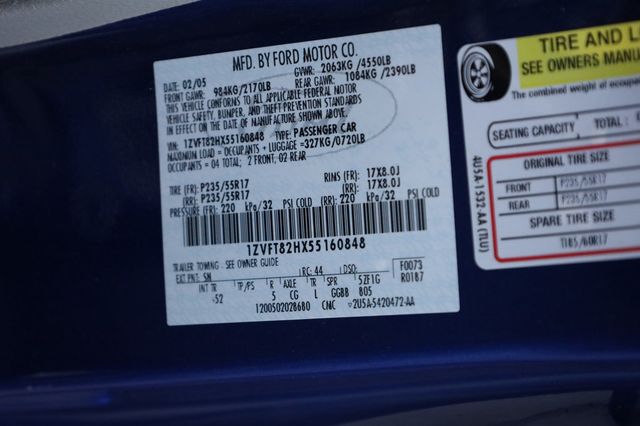 MFD. BY FORD MOTOR CO.
DATE: 02/05 GVWR: 2063KG /4550LB
FRONT GAWR: 984KG/2170LB REAR GAWR: 1084KG /2390LB
THIS VEHICLE CONFORMS TO ALL APPLICABLE FEDERAL MOTOR
VEHICLE SAFETY, BUMPER, AND THEFT PREVENTION STANDARDS
IN EFFECT ON THE DATE OF MANUFACTURE SHOWN ABOVE.
VIN: 1ZVFT82HX55160848 TYPE: PASSENGER CAR
MAXIMUM LOAD = OCCUPANTS + LUGGAGE =327KG/0720LB
OCCUPANTS = 04 TOTAL; 2 FRONT, 02 REAR
TIRE (FR): P235/55R17 RIMS (FR): 17X8.0J
(RR): P235/55R17 (RR): 17X8.0J
PRESSURE (FR): 220 kPa/32 PSI COLD (RR): 220 kPa/32 PSI COLD
1ZVFT82HX55160848
TRAILER TOWING - SEE OWNER GUIDE
EXT PNT: SN RC: 44 DSO: F0073
INT TR TP/PS R AXLE TR SPR 5ZF1G R0187
-52 5 CG L GGBB 805
1200502028680 CNC 2U5A-5420472-AA
TIRE AND
SEE OWNERS MANU
The combined weight of occupa
SEATING CAPACITY TOTAL:
ORIGINAL TIRE SIZE
FRONT P235/55R17
REAR P235/55R17
SPARE TIRE SIZE
T185/60R17
4U5A-1532-AA (TLU)